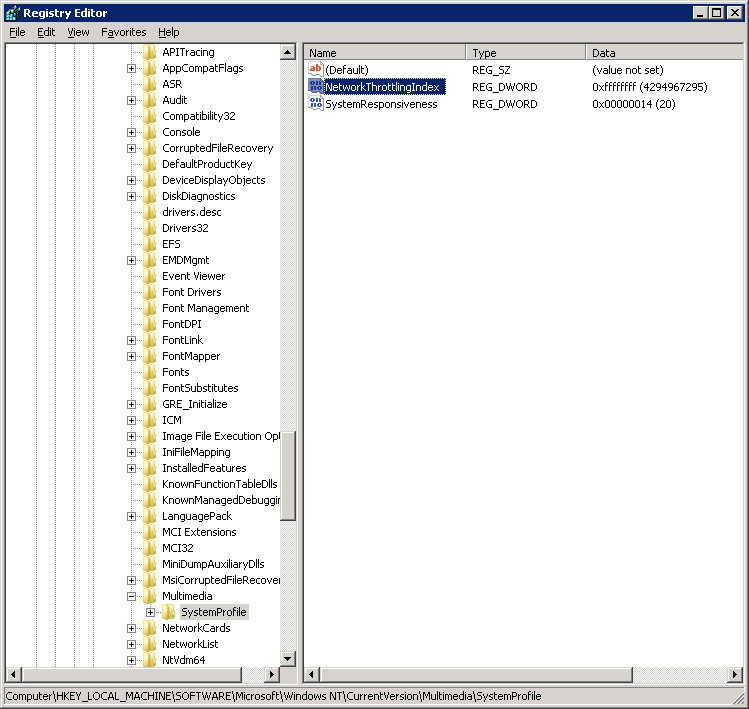 Registry Editor
File Edit View Favorites Help
APITracing
AppCompatFlags
ASR
Audit
Compatibility32
Console
CorruptedFileRecovery
DefaultProductKey
DeviceDisplayObjects
DiskDiagnostics
drivers.desc
Drivers32
EFS
EMDMgmt
Event Viewer
Font Drivers
Font Management
FontDPI
FontLink
FontMapper
Fonts
FontSubstitutes
GRE_Initialize
ICM
Image File Execution Opt
IniFileMapping
InstalledFeatures
KnownFunctionTableDlls
KnownManagedDebuggin
LanguagePack
MCI Extensions
MCI32
MiniDumpAuxiliaryDlls
MsiCorruptedFileRecover
Multimedia
SystemProfile
NetworkCards
NetworkList
NtVdm64
Name Type Data
ab (Default) REG_SZ (value not set)
NetworkThrottlingIndex REG_DWORD 0xffffffff (4294967295)
SystemResponsiveness REG_DWORD 0x00000014 (20)
Computer\HKEY_LOCAL_MACHINE\SOFTWARE\Microsoft\Windows NT\CurrentVersion\Multimedia\SystemProfile